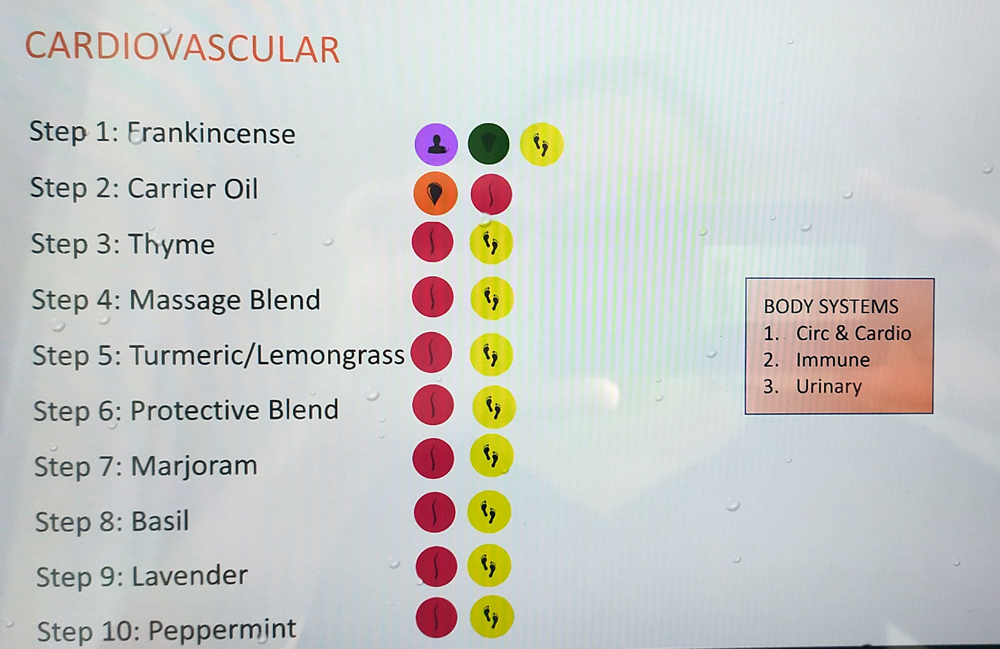 CARDIOVASCULAR
Step 1: Frankincense
Step 2: Carrier Oil
Step 3: Thyme
Step 4: Massage Blend
Step 5: Turmeric/Lemongrass
Step 6: Protective Blend
Step 7: Marjoram
Step 8: Basil
Step 9: Lavender
Step 10: Peppermint
BODY SYSTEMS
1. Circ & Cardio
2. Immune
3. Urinary